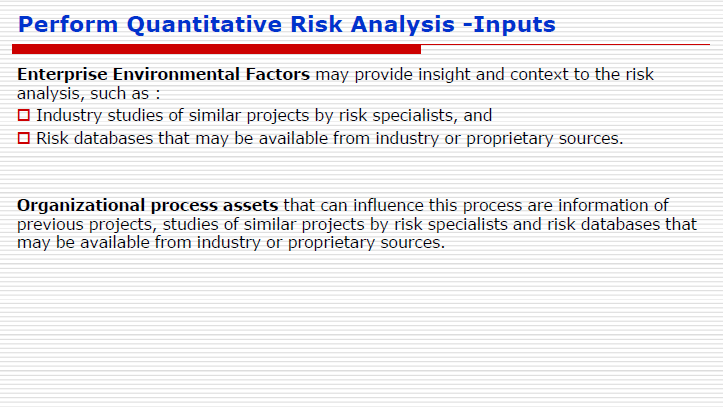 Perform Quantitative Risk Analysis -Inputs
Enterprise Environmental Factors may provide insight and context to the risk
analysis, such as :
Industry studies of similar projects by risk specialists, and
Risk databases that may be available from industry or proprietary sources.
Organizational process assets that can influence this process are information of
previous projects, studies of similar projects by risk specialists and risk databases that
may be available from industry or proprietary sources.